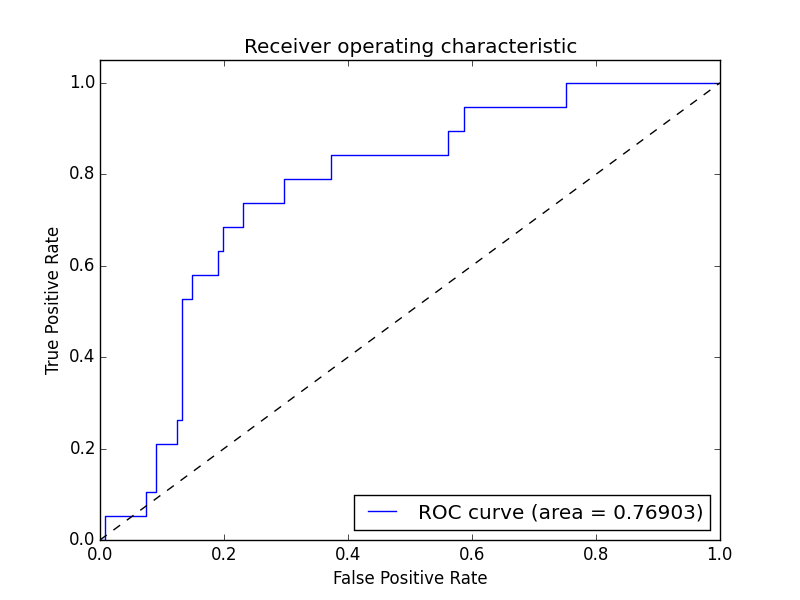 Receiver operating characteristic
True Positive Rate
1.0
0.8
0.6
0.4
0.2
0.0
ROC curve (area = 0.76903)
0.0 0.2 0.4 0.6 0.8 1.0
False Positive Rate